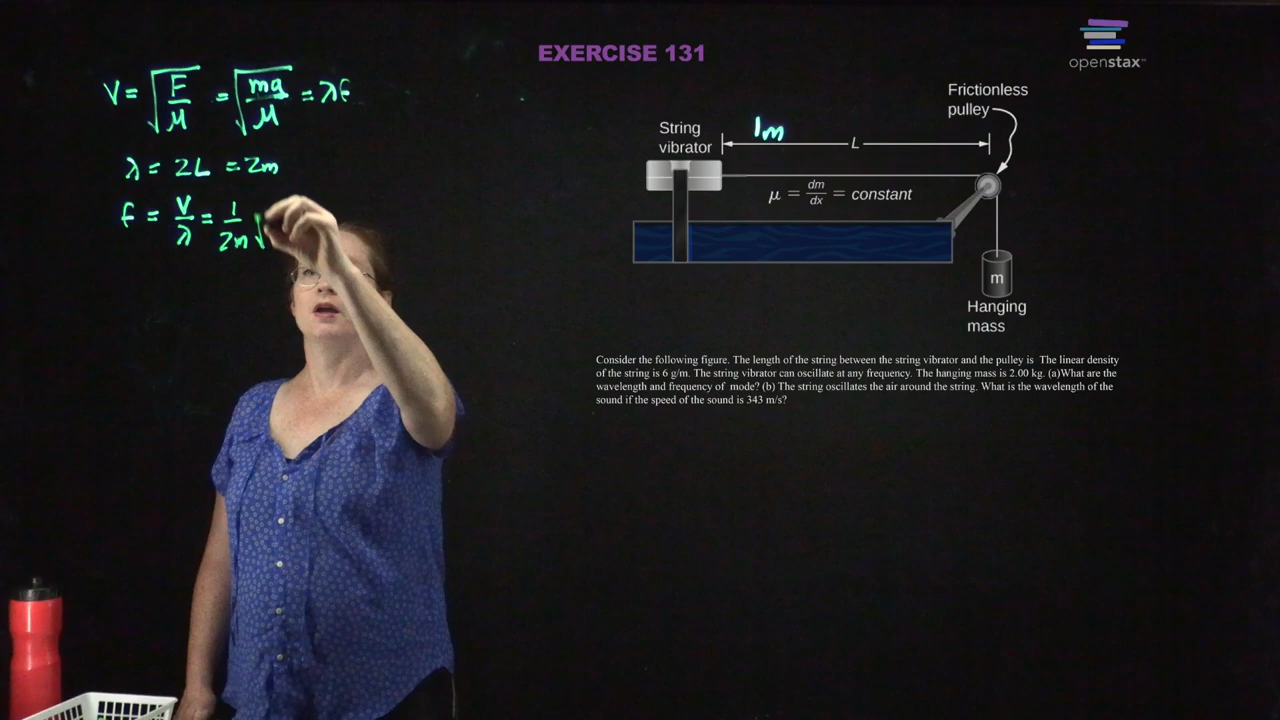 EXERCISE 131
openstax™
V = √F/μ = √mg/μ = λf
λ = 2L = 2m
f = V/λ = 1/2m √
Frictionless
pulley
String
vibrator
1m
L
μ = dm/dx = constant
m
Hanging
mass
Consider the following figure. The length of the string between the string vibrator and the pulley is The linear density
of the string is 6 g/m. The string vibrator can oscillate at any frequency. The hanging mass is 2.00 kg. (a)What are the
wavelength and frequency of mode? (b) The string oscillates the air around the string. What is the wavelength of the
sound if the speed of the sound is 343 m/s?